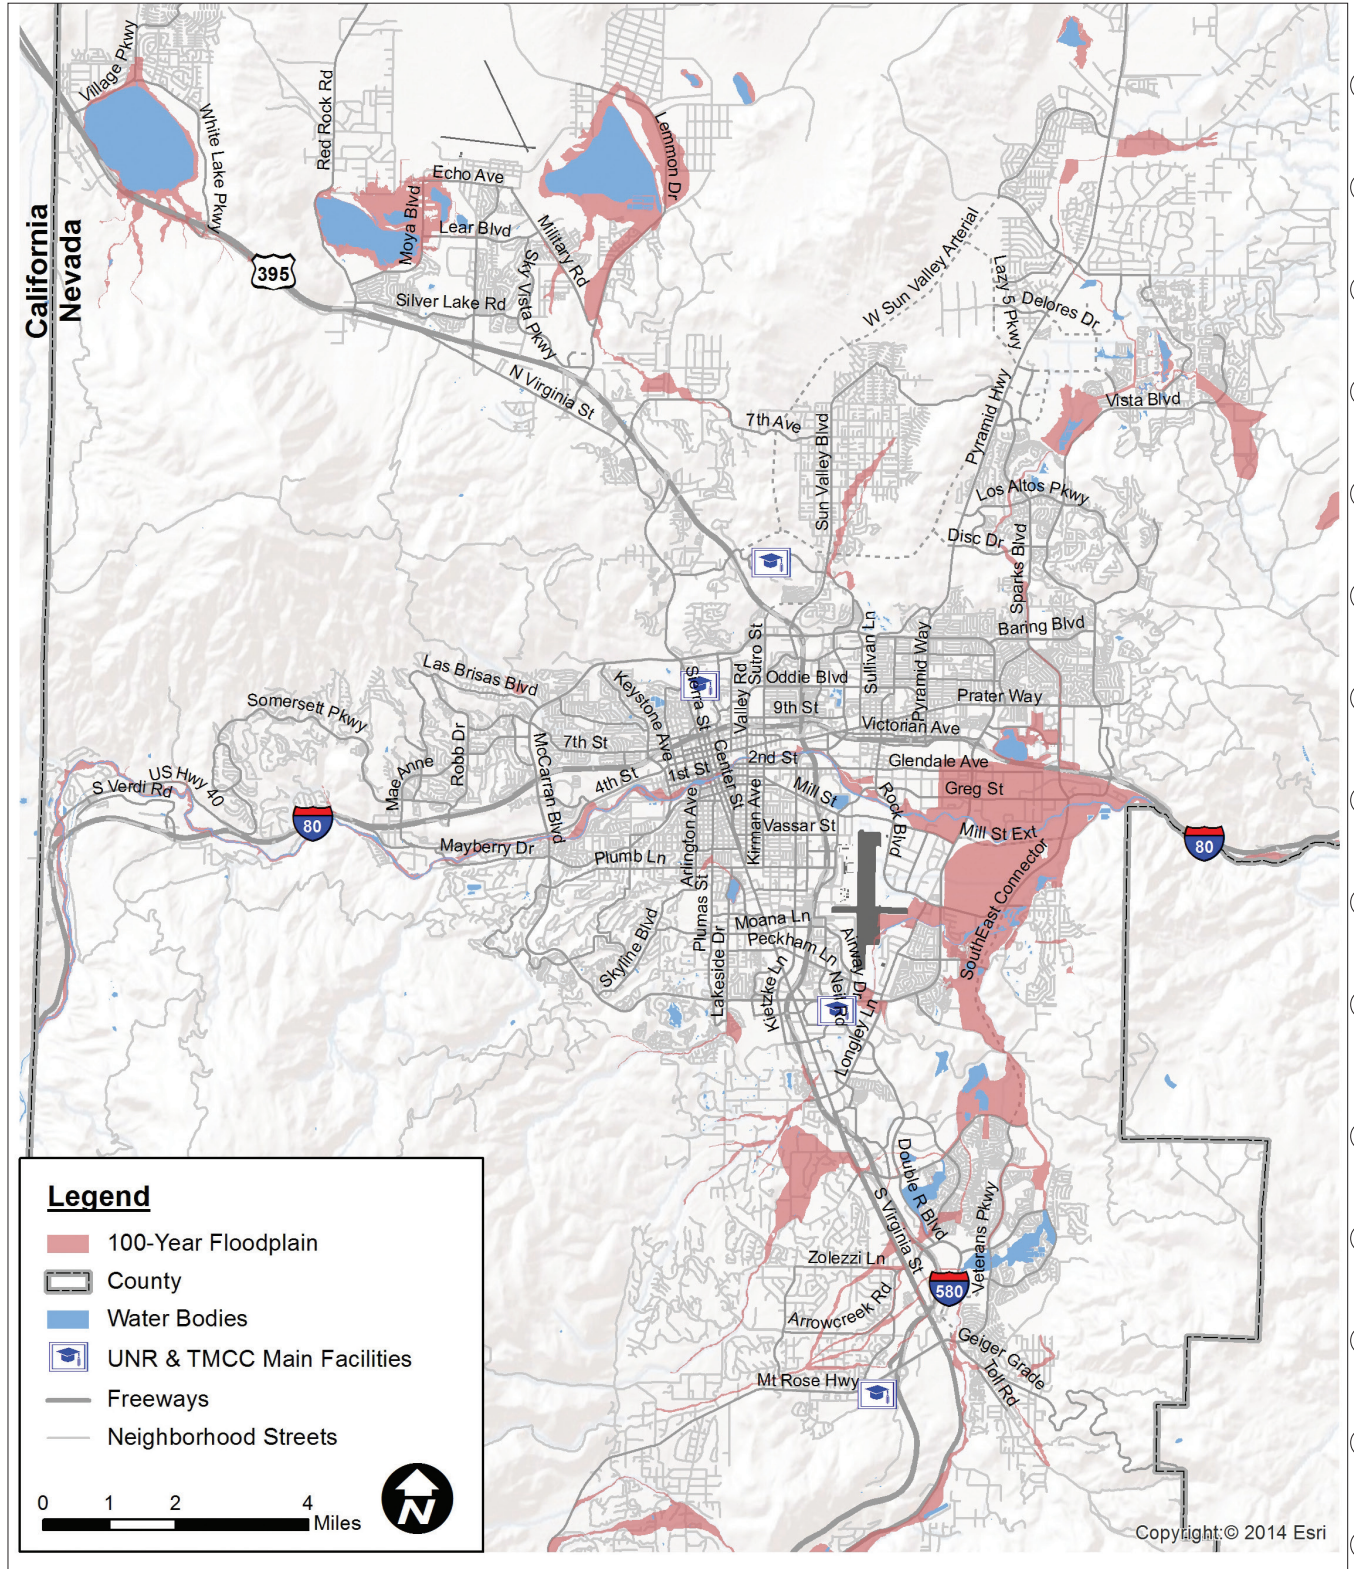 Village Pkwy
White Lake Pkwy
Red Rock Rd
Echo Ave
Moya Blvd
Lear Blvd
Lemmon Dr
Military Rd
Sky Vista Pkwy
California
Nevada
395
Silver Lake Rd
N Virginia St
W Sun Valley Arterial
Lazy 5 Pkwy
Delores Dr
Pyramid Hwy
Vista Blvd
7th Ave
Sun Valley Blvd
Los Altos Pkwy
Disc Dr
Sparks Blvd
Baring Blvd
Sullivan Ln
Pyramid Way
Sutro St
Valley Rd
Oddie Blvd
Prater Way
9th St
Victorian Ave
Las Brisas Blvd
Keystone Ave
Sierra St
Somersett Pkwy
Robb Dr
Mae Anne
7th St
McCarran Blvd
4th St
1st St
Center St
2nd St
Glendale Ave
Greg St
Mill St
Rock Blvd
Mill St Ext
US Hwy 40
S Verdi Rd
80
80
Mayberry Dr
Plumb Ln
Arlington Ave
Kirman Ave
Vassar St
SouthEast Connector
Plumas St
Skyline Blvd
Moana Ln
Peckham Ln
Airway Dr
Lakeside Dr
Kietzke Ln
Neil Rd
Longley Ln
Double R Blvd
S Virginia St
Veterans Pkwy
Zolezzi Ln
580
Arrowcreek Rd
Geiger Grade
Toll Rd
Mt Rose Hwy
Legend
100-Year Floodplain
County
Water Bodies
UNR & TMCC Main Facilities
Freeways
Neighborhood Streets
0 1 2 4
Miles
N
Copyright:© 2014 Esri